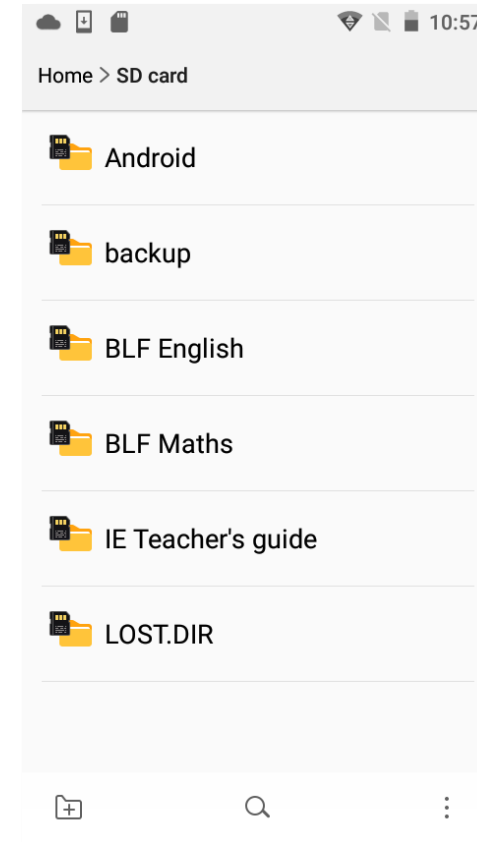 10:57
Home > SD card
Android
backup
BLF English
BLF Maths
IE Teacher's guide
LOST.DIR